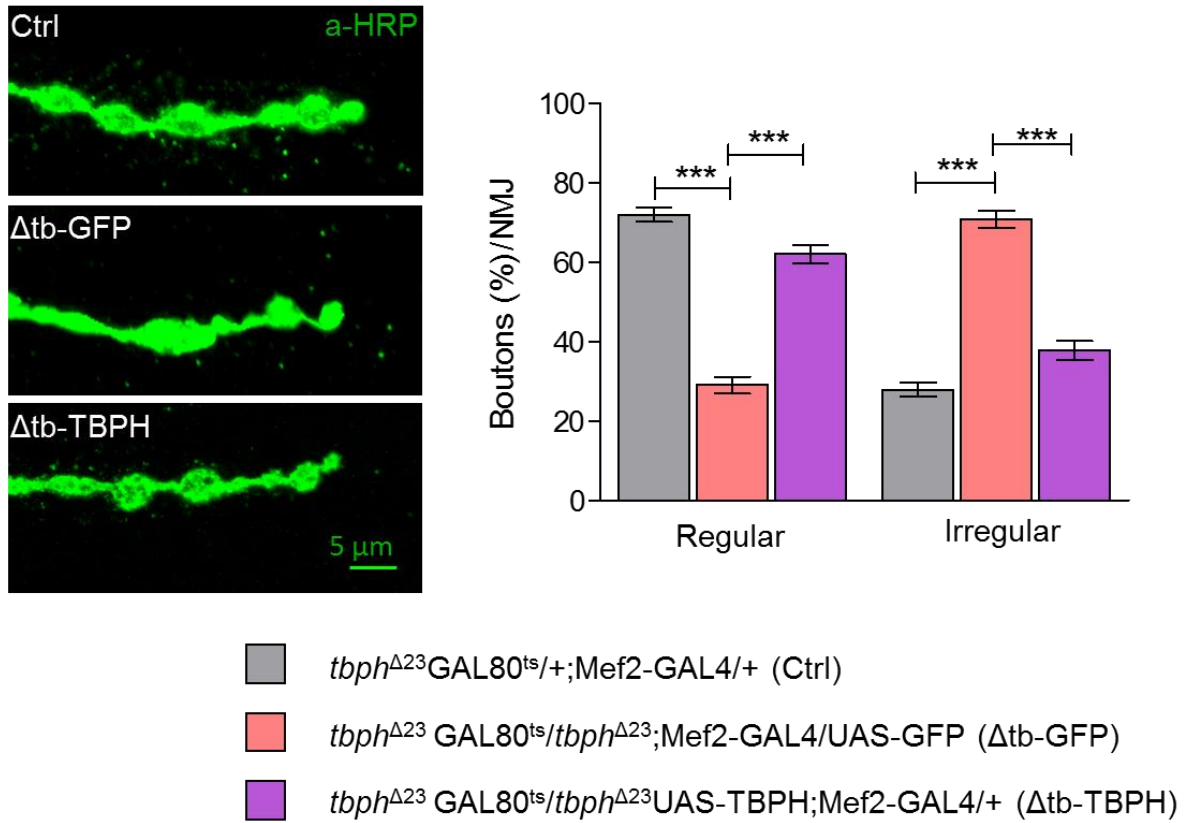 Ctrl a-HRP
Δtb-GFP
Δtb-TBPH
5 μm
Boutons (%)/NMJ
100
80
60
40
20
0
*** *** *** ***
Regular Irregular
tbphΔ23GAL80ts/+;Mef2-GAL4/+ (Ctrl)
tbphΔ23 GAL80ts/tbphΔ23;Mef2-GAL4/UAS-GFP (Δtb-GFP)
tbphΔ23 GAL80ts/tbphΔ23UAS-TBPH;Mef2-GAL4/+ (Δtb-TBPH)